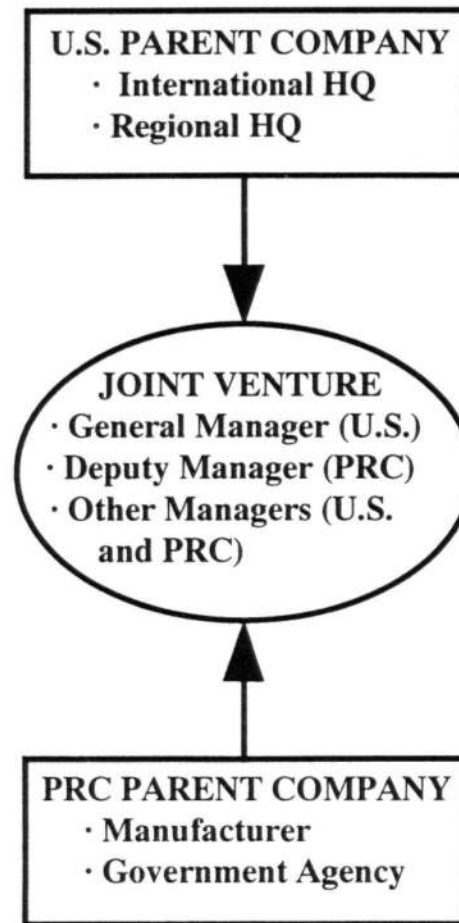 U.S. PARENT COMPANY
· International HQ
· Regional HQ
JOINT VENTURE
· General Manager (U.S.)
· Deputy Manager (PRC)
· Other Managers (U.S.
and PRC)
PRC PARENT COMPANY
· Manufacturer
· Government Agency